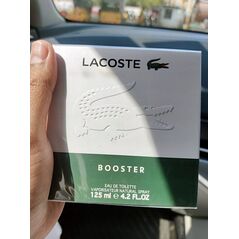 LACOSTE
BOOSTER
EAU DE TOILETTE
VAPORISATEUR NATURAL SPRAY
125 ml ℮ 4.2 FL.OZ